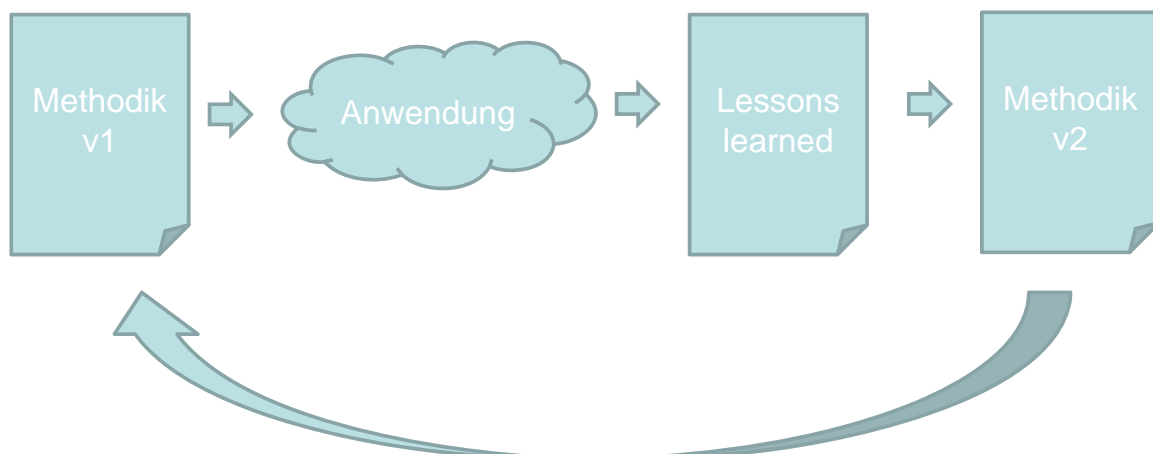 Methodik
v1
Anwendung
Lessons
learned
Methodik
v2